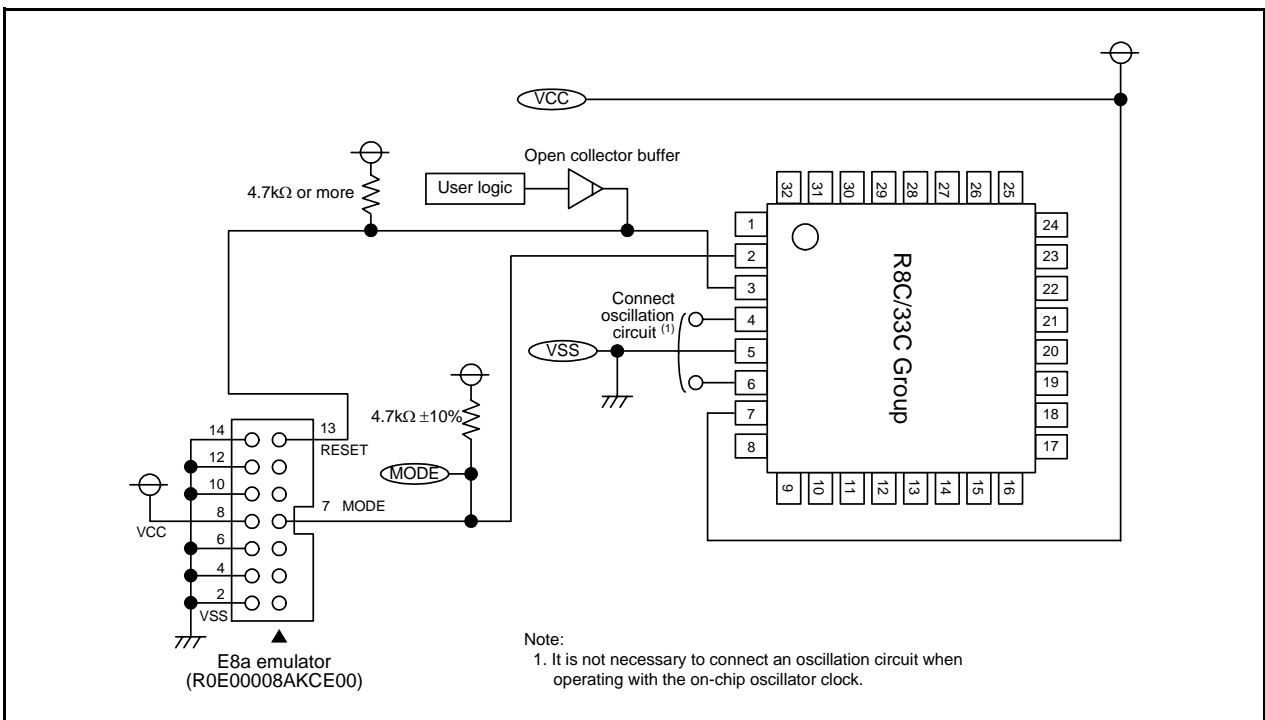 VCC
Open collector buffer
4.7kΩ or more
User logic
32 31 30 29 28 27 26 25
1
2
3
4
5
6
7
8
24
23
22
21
20
19
18
17
9 10 11 12 13 14 15 16
R8C/33C Group
Connect
oscillation
circuit (1)
VSS
4.7kΩ ±10%
MODE
14
13
RESET
12
10
8
7 MODE
VCC
6
4
2
VSS
E8a emulator
(R0E00008AKCE00)
Note:
1. It is not necessary to connect an oscillation circuit when
operating with the on-chip oscillator clock.